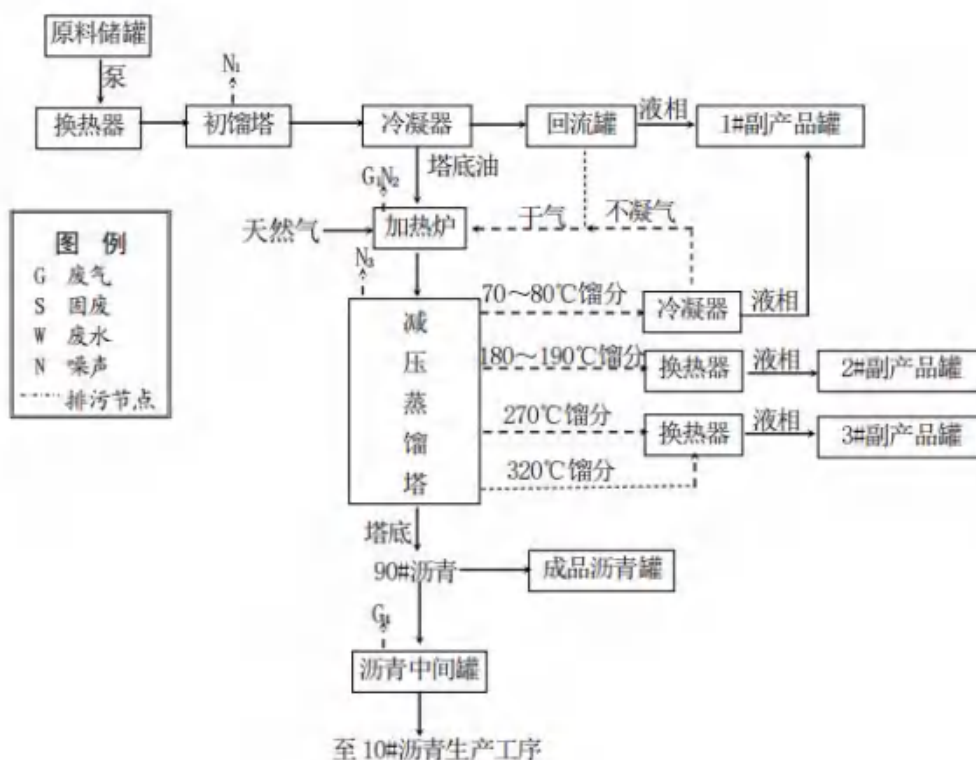 原料储罐
泵
N₁
换热器
初馏塔
冷凝器
回流罐
液相
1#副产品罐
塔底油
G₁N₂
天然气
加热炉
干气
不凝气
N₃
图 例
G 废气
S 固废
W 废水
N 噪声
排污节点
减压蒸馏塔
70～80℃馏分
冷凝器
液相
180～190℃馏分
换热器
液相
2#副产品罐
270℃馏分
换热器
液相
3#副产品罐
320℃馏分
塔底
90#沥青
成品沥青罐
沥青中间罐
至10#沥青生产工序